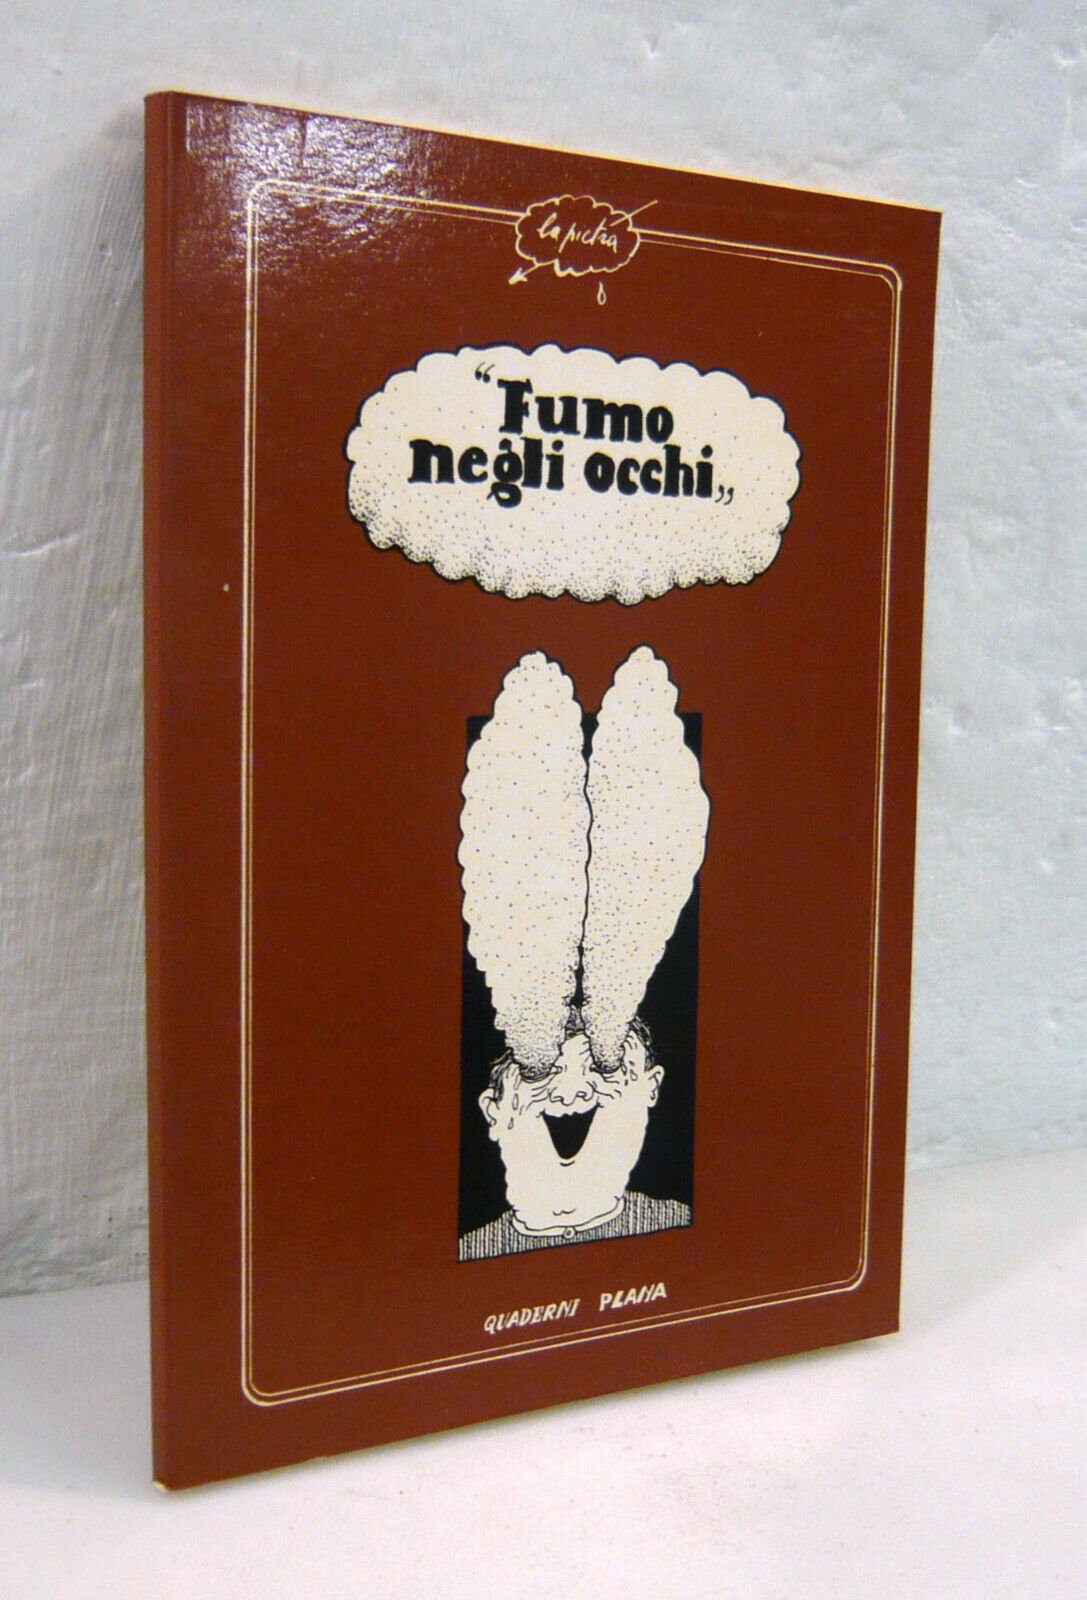 la pietra
“Fumo
negli occhi„
QUADERNI PLANA